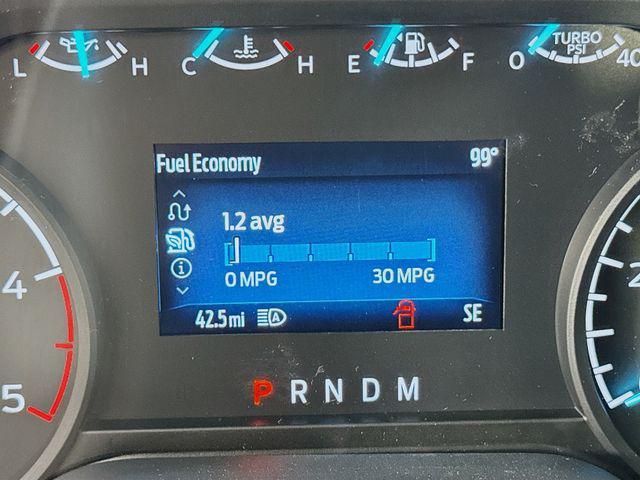 L H C H E F O TURBO PSI 40
Fuel Economy 99°
1.2 avg
0 MPG 30 MPG
42.5 mi A SE
P R N D M
4
5
2